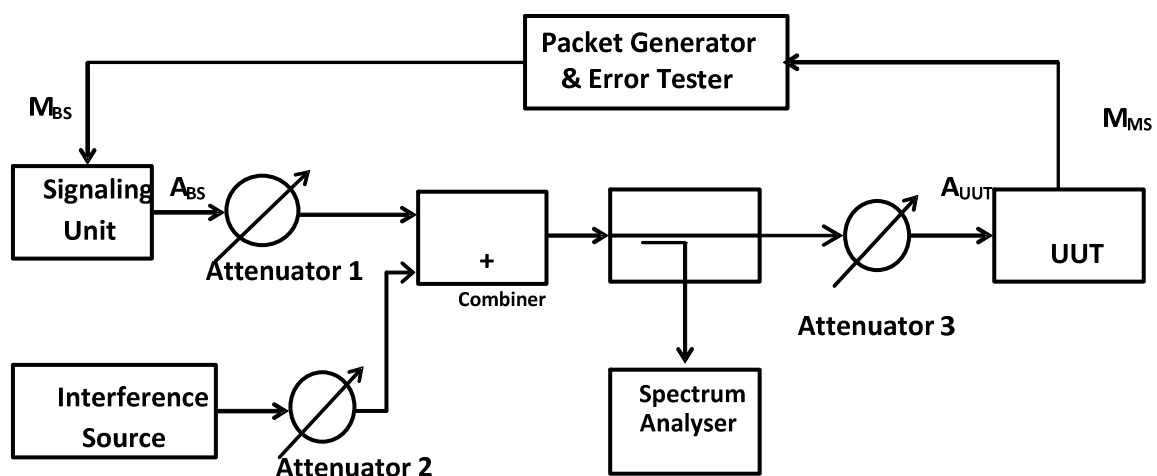 Packet Generator
& Error Tester
MBS
MMS
Signaling
Unit
ABS
Attenuator 1
+
Combiner
AUUT
UUT
Attenuator 3
Interference
Source
Attenuator 2
Spectrum
Analyser